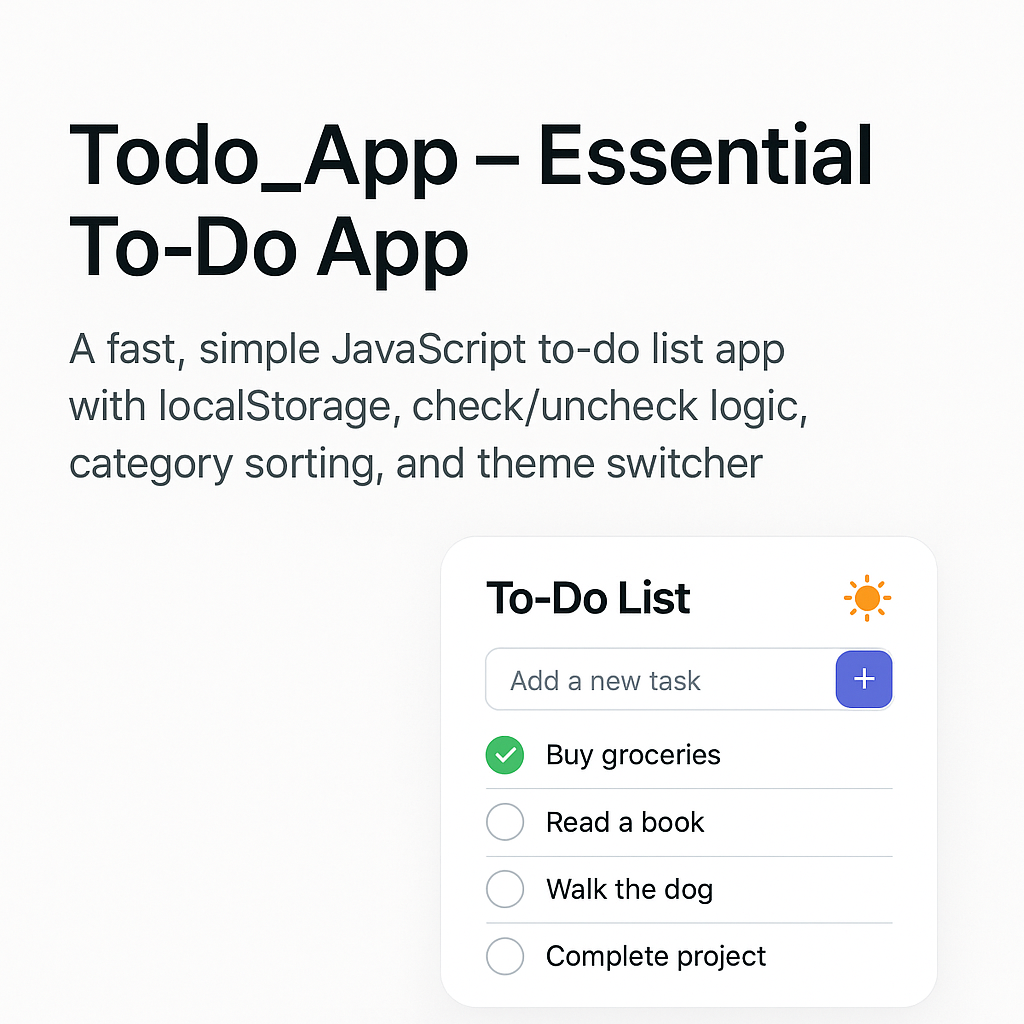 Todo_App – Essential
To-Do App
A fast, simple JavaScript to-do list app
with localStorage, check/uncheck logic,
category sorting, and theme switcher
To-Do List
Add a new task
+
Buy groceries
Read a book
Walk the dog
Complete project